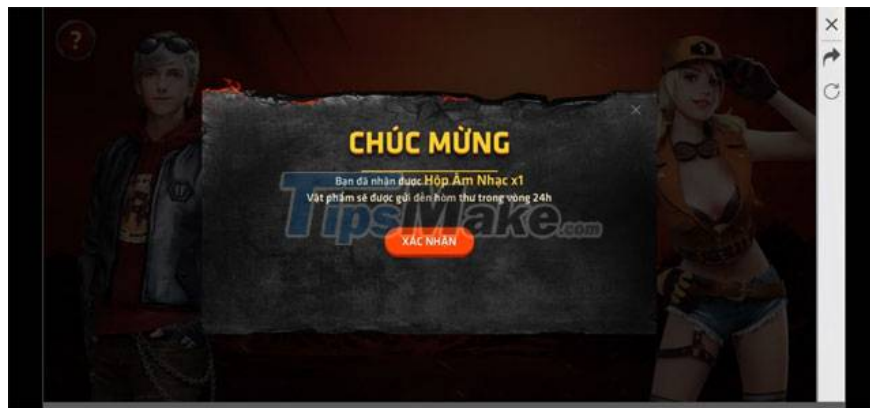 ?
CHÚC MỪNG
Bạn đã nhận được Hộp Âm Nhạc x1
Vật phẩm sẽ được gửi đến hòm thư trong vòng 24h
TipsMake.com
XÁC NHẬN